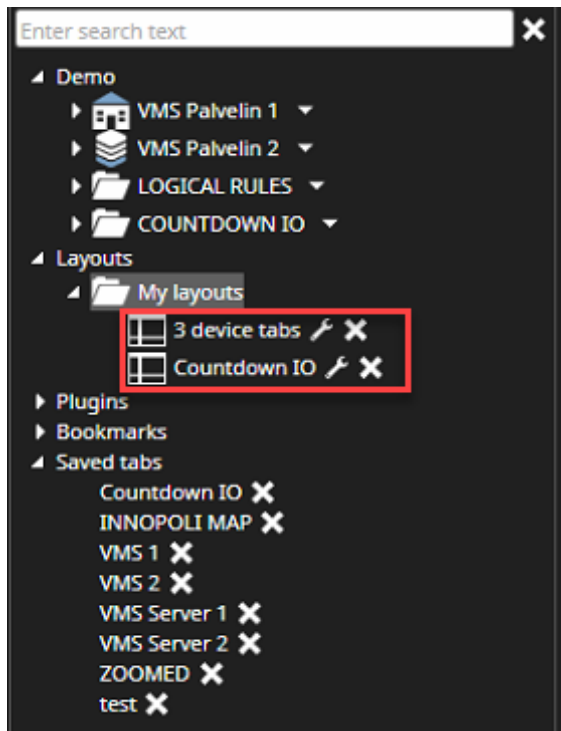 Enter search text
Demo
VMS Palvelin 1
VMS Palvelin 2
LOGICAL RULES
COUNTDOWN IO
Layouts
My layouts
3 device tabs
Countdown IO
Plugins
Bookmarks
Saved tabs
Countdown IO
INNOPOLI MAP
VMS 1
VMS 2
VMS Server 1
VMS Server 2
ZOOMED
test